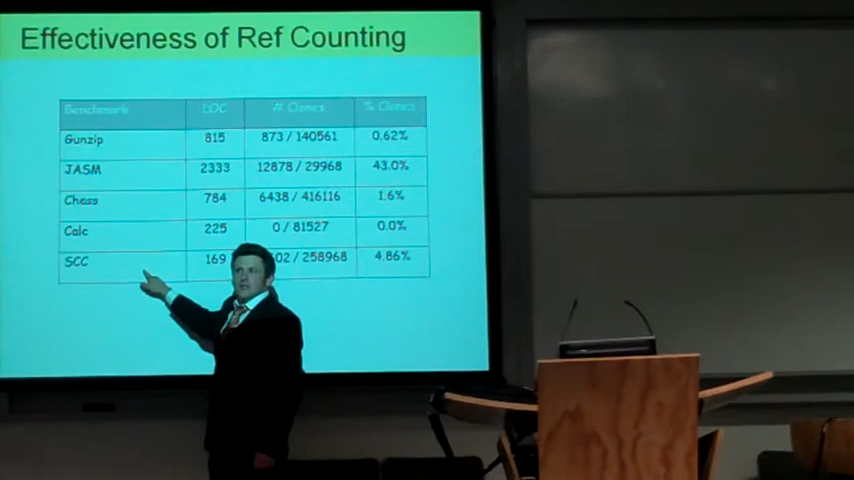 Effectiveness of Ref Counting
Benchmark LOC # Clones % Clones
Gunzip 815 873 / 140561 0.62%
JASM 2333 12878 / 29968 43.0%
Chess 784 6438 / 416116 1.6%
Calc 225 0 / 81527 0.0%
SCC 169 02 / 258968 4.86%